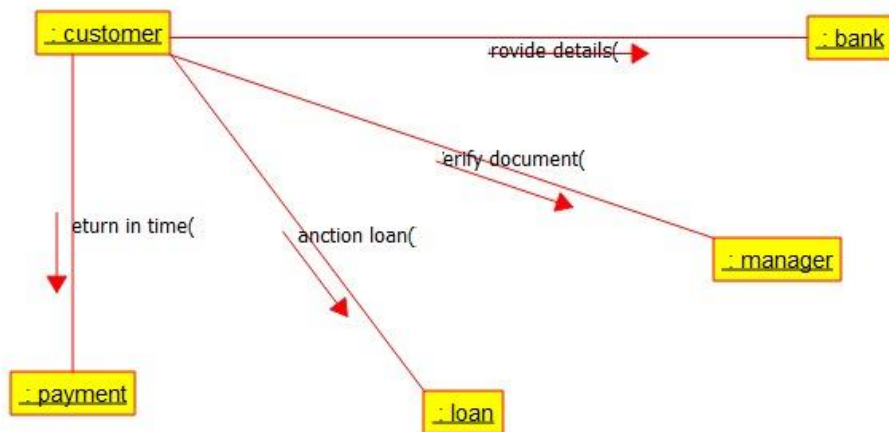 : customer
: bank
rovide details(
erify document(
eturn in time(
anction loan(
: manager
: payment
: loan